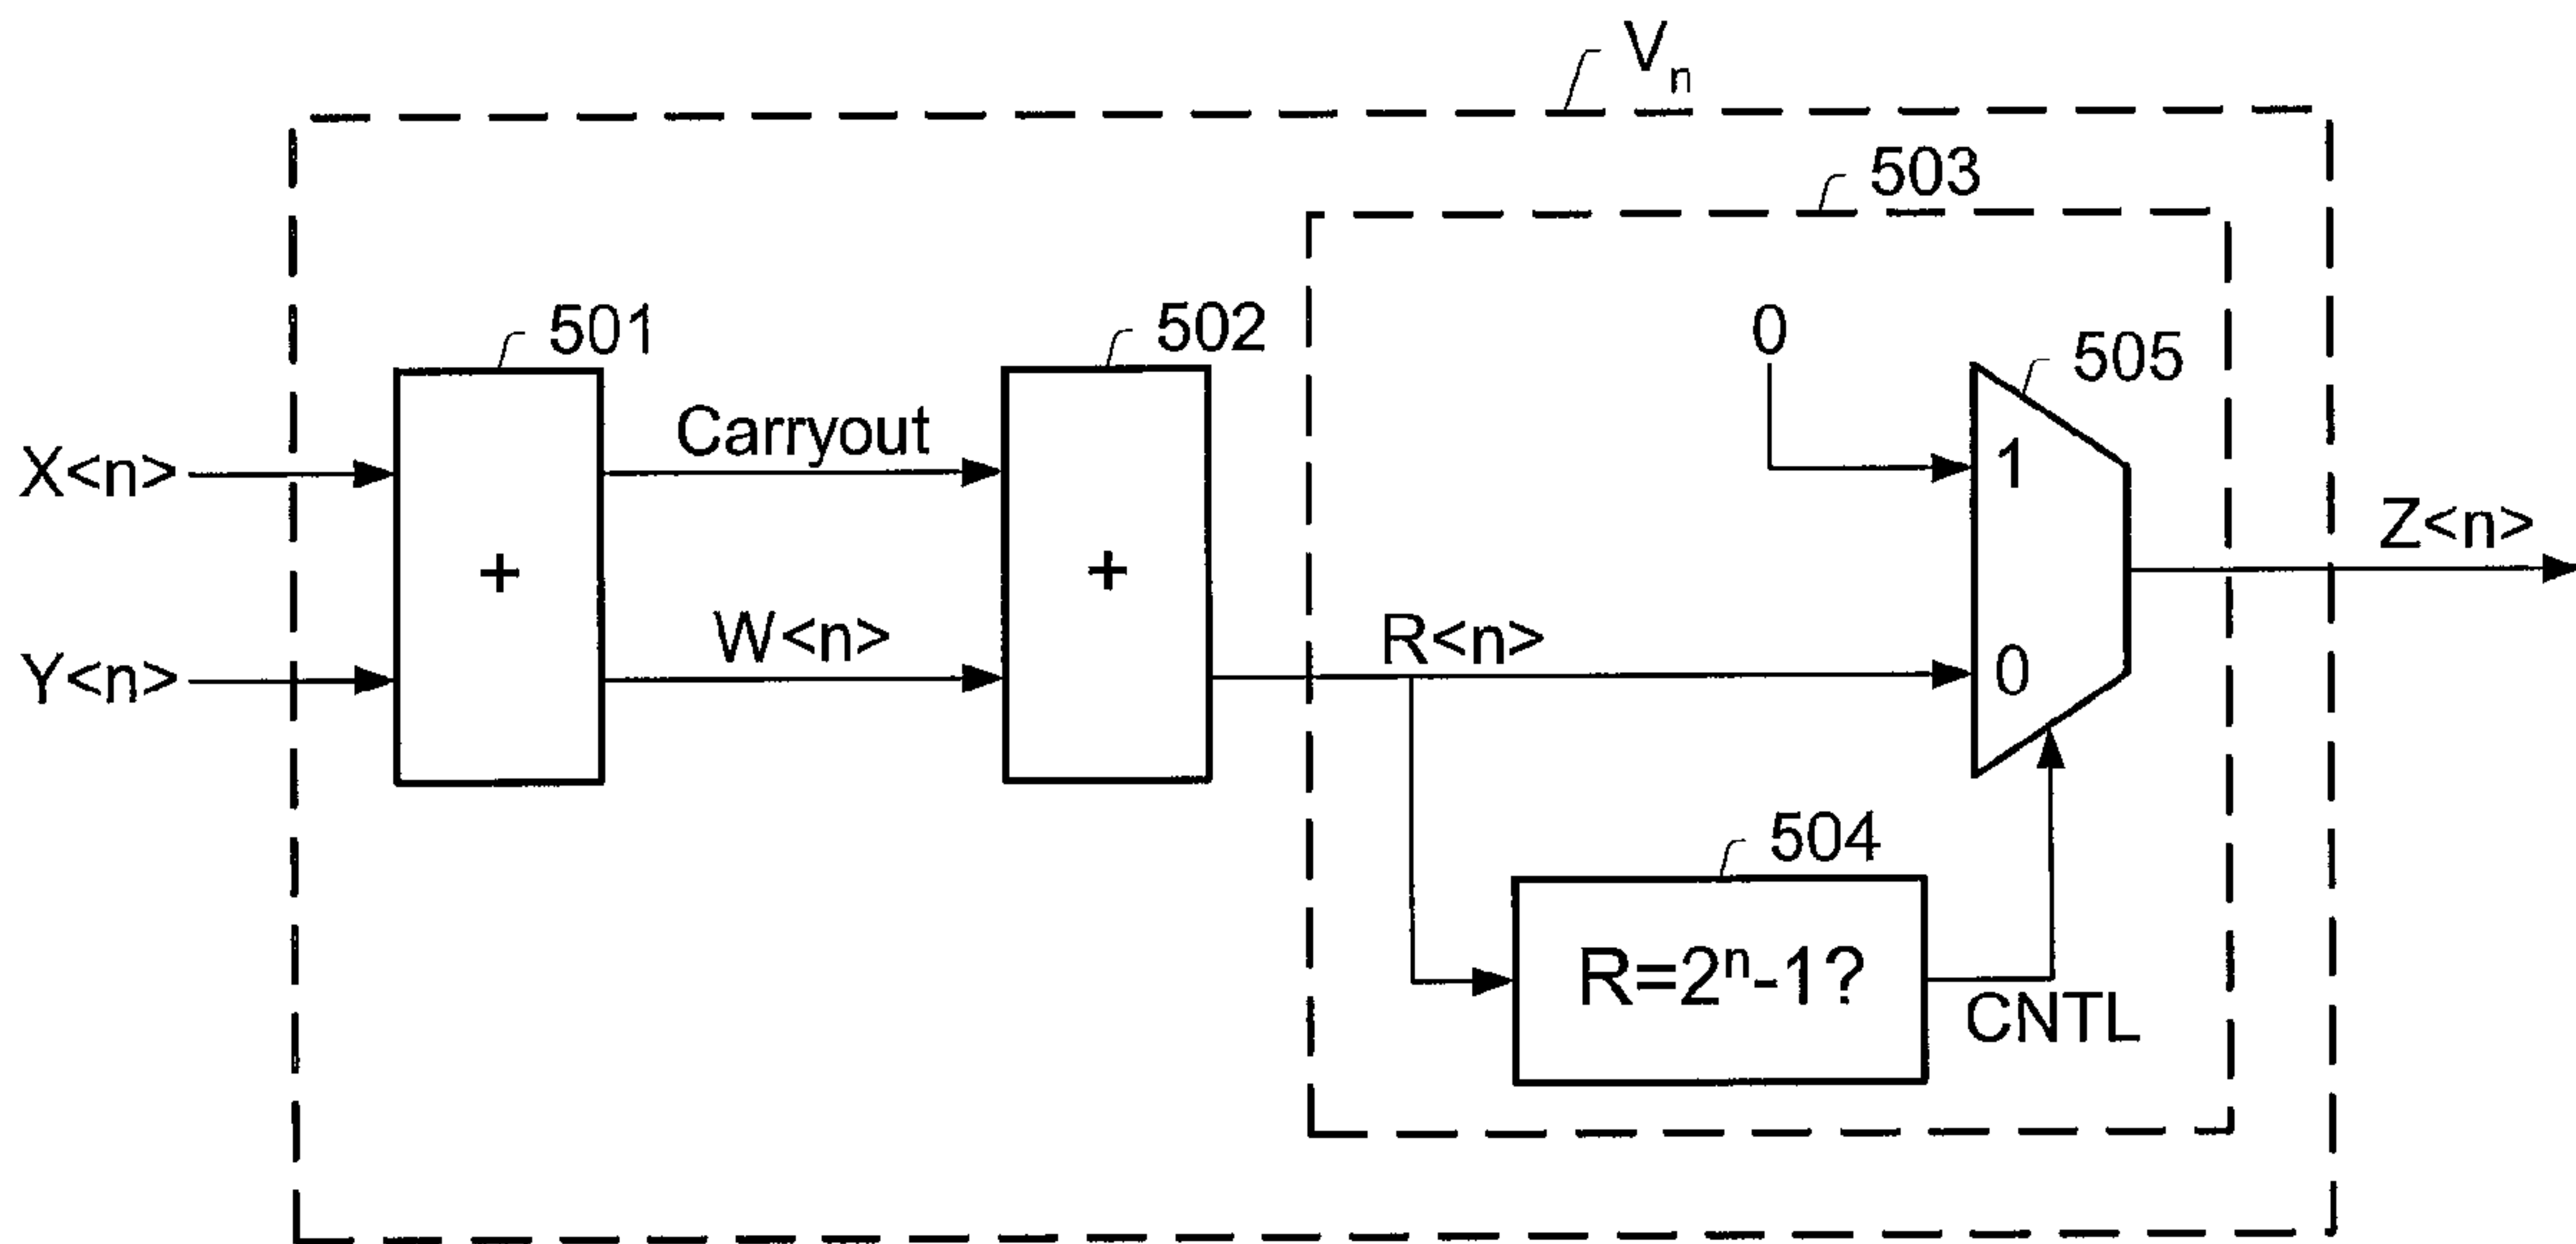 Vn
503
501
502
0
505
Carryout
X<n>
1
Z<n>
+
+
W<n>
R<n>
Y<n>
0
504
R=2ⁿ-1?
CNTL